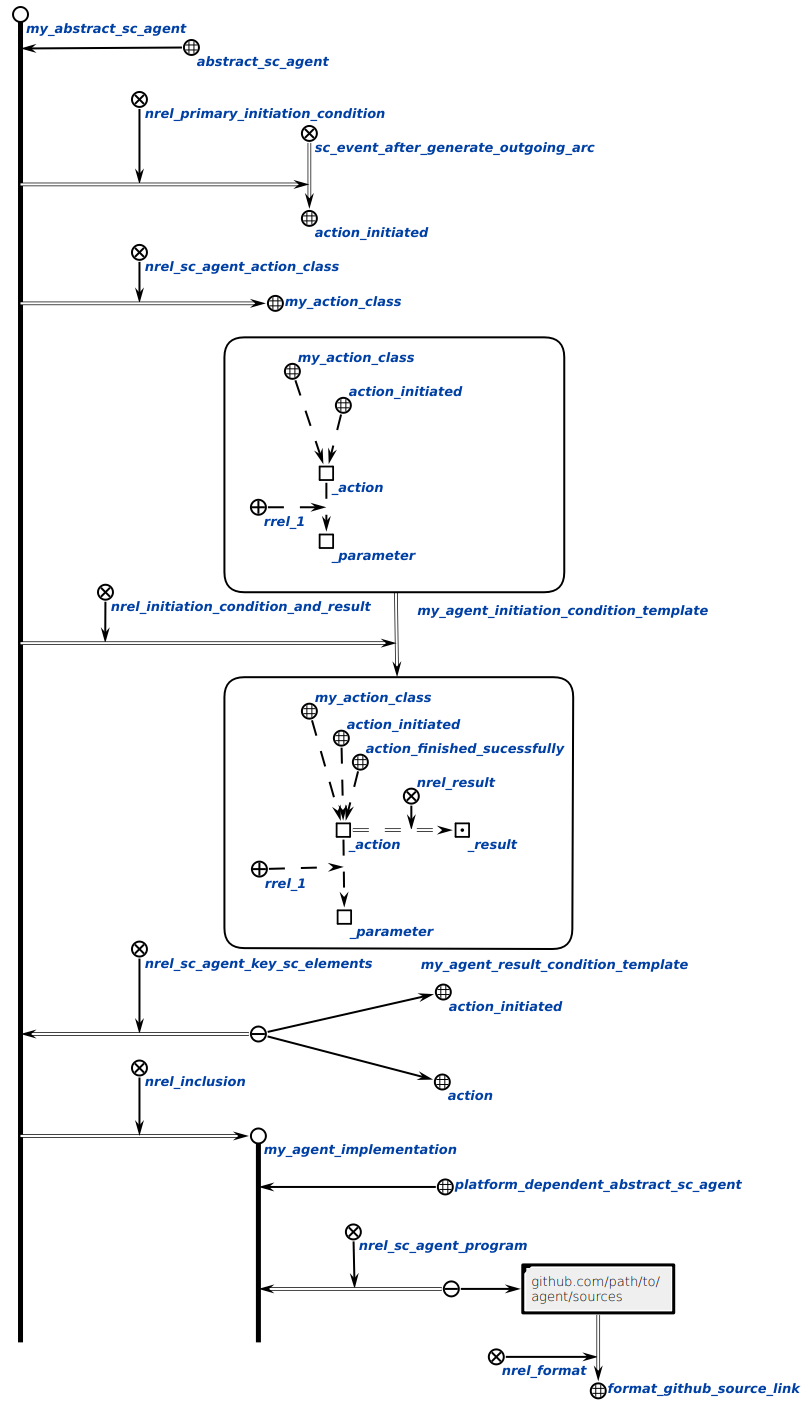 my_abstract_sc_agent
abstract_sc_agent
nrel_primary_initiation_condition
sc_event_after_generate_outgoing_arc
action_initiated
nrel_sc_agent_action_class
my_action_class
my_action_class
action_initiated
_action
rrel_1
_parameter
nrel_initiation_condition_and_result
my_agent_initiation_condition_template
my_action_class
action_initiated
action_finished_sucessfully
nrel_result
_action
_result
rrel_1
_parameter
nrel_sc_agent_key_sc_elements
my_agent_result_condition_template
action_initiated
nrel_inclusion
action
my_agent_implementation
platform_dependent_abstract_sc_agent
nrel_sc_agent_program
github.com/path/to/
agent/sources
nrel_format
format_github_source_link